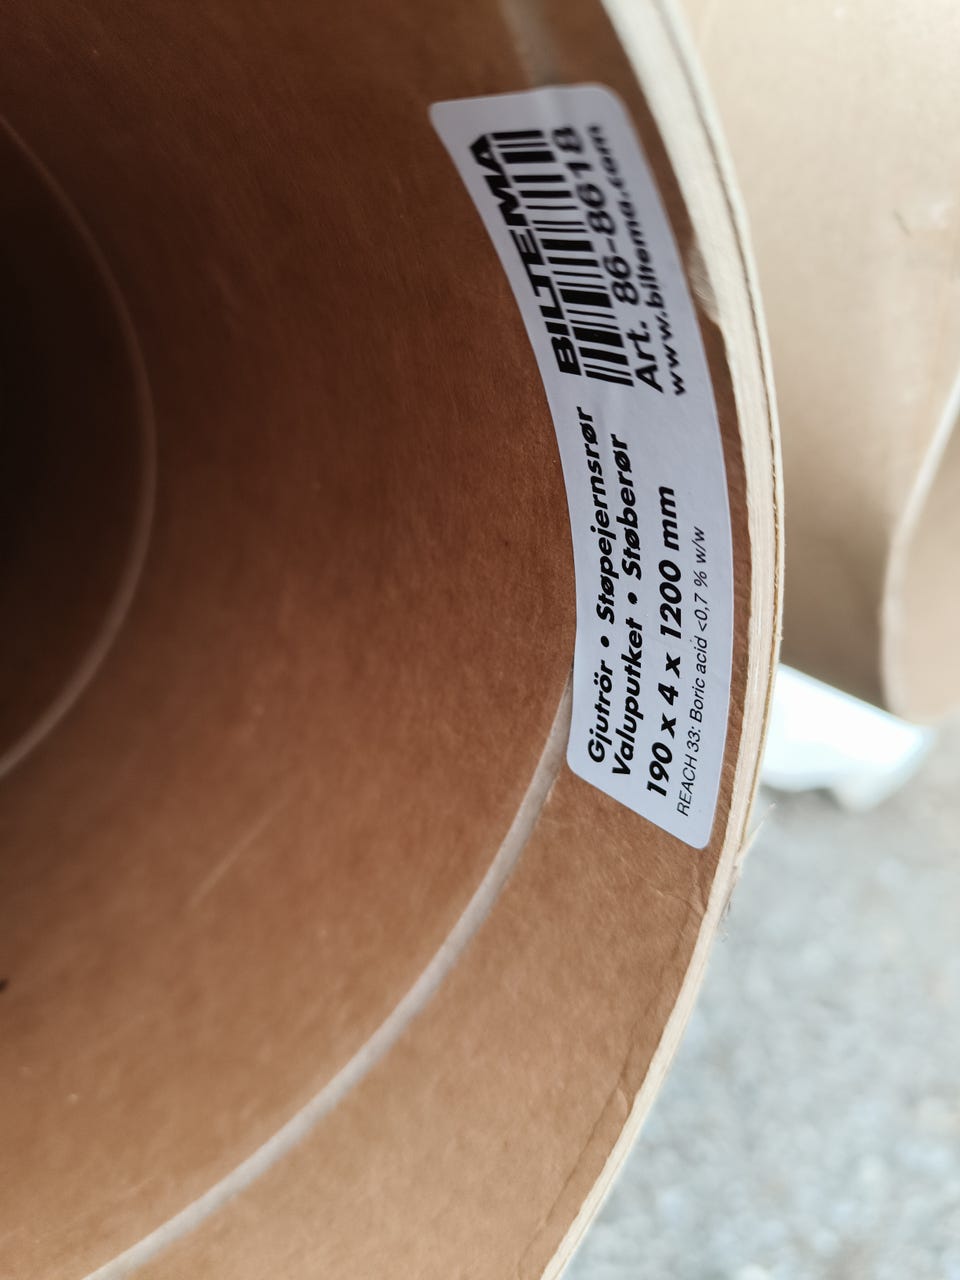 Gjutrör • Støpejernsrør
Valuputket • Støberør
190 x 4 x 1200 mm
REACH 33: Boric acid <0,7 % w/w
BILTEMA
Art. 86-8618
www.biltema.com